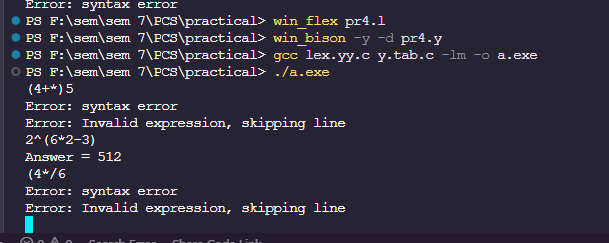 Error: syntax error
PS F:\sem\sem 7\PCS\practical> win_flex pr4.l
PS F:\sem\sem 7\PCS\practical> win_bison -y -d pr4.y
PS F:\sem\sem 7\PCS\practical> gcc lex.yy.c y.tab.c -lm -o a.exe
PS F:\sem\sem 7\PCS\practical> ./a.exe
(4+*)5
Error: syntax error
Error: Invalid expression, skipping line
2^(6*2-3)
Answer = 512
(4*/6
Error: syntax error
Error: Invalid expression, skipping line